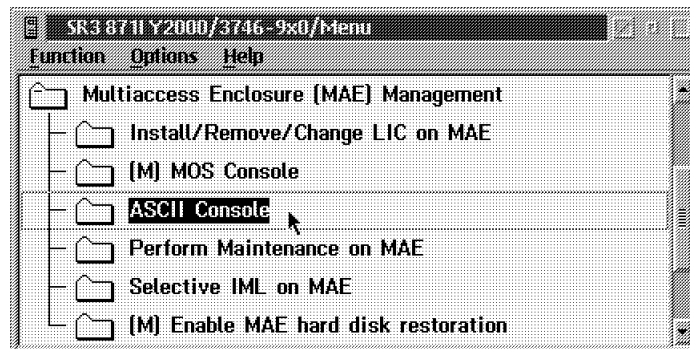 SR3 871I Y2000/3746-9x0/Menu
Function Options Help
Multiaccess Enclosure (MAE) Management
Install/Remove/Change LIC on MAE
(M) MOS Console
ASCII Console
Perform Maintenance on MAE
Selective IML on MAE
(M) Enable MAE hard disk restoration